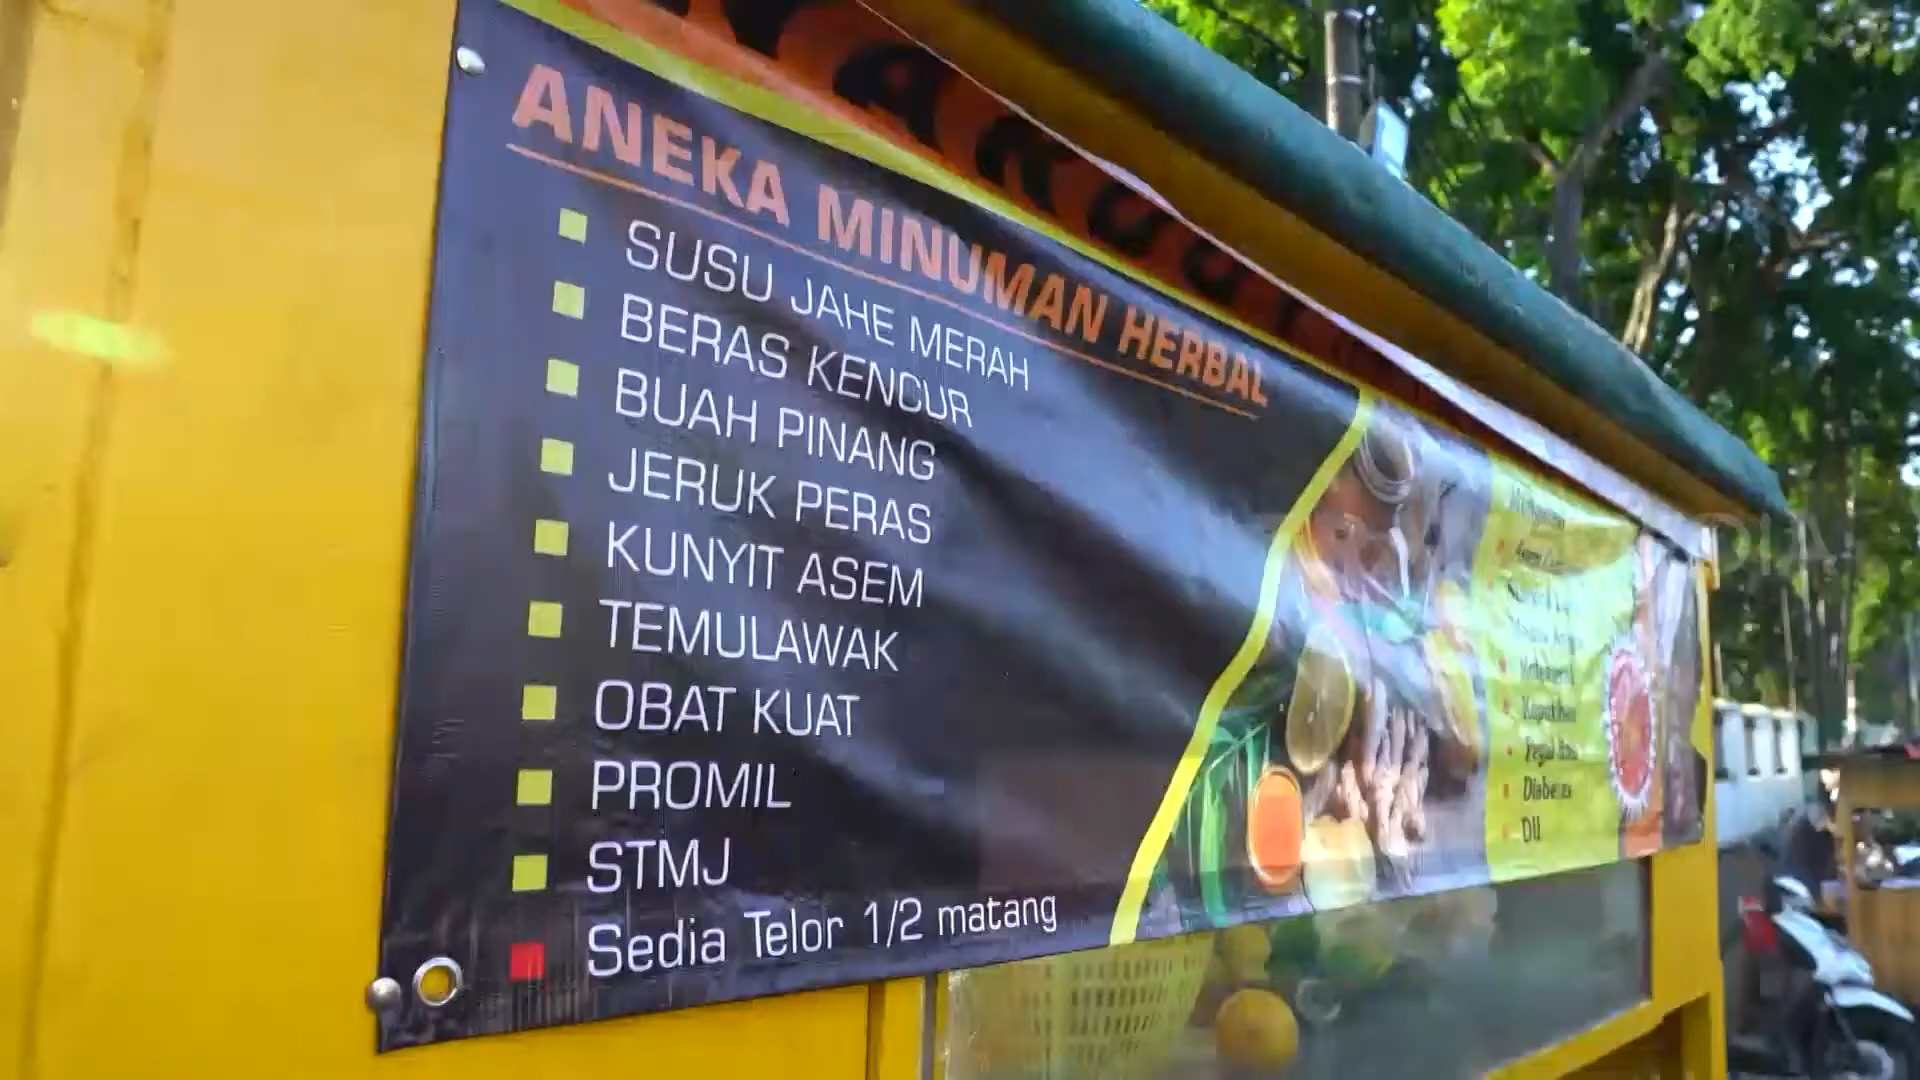 ANEKA MINUMAN HERBAL
SUSU JAHE MERAH
BERAS KENCUR
BUAH PINANG
JERUK PERAS
KUNYIT ASEM
TEMULAWAK
OBAT KUAT
PROMIL
STMJ
Sedia Telor 1/2 matang
Dll